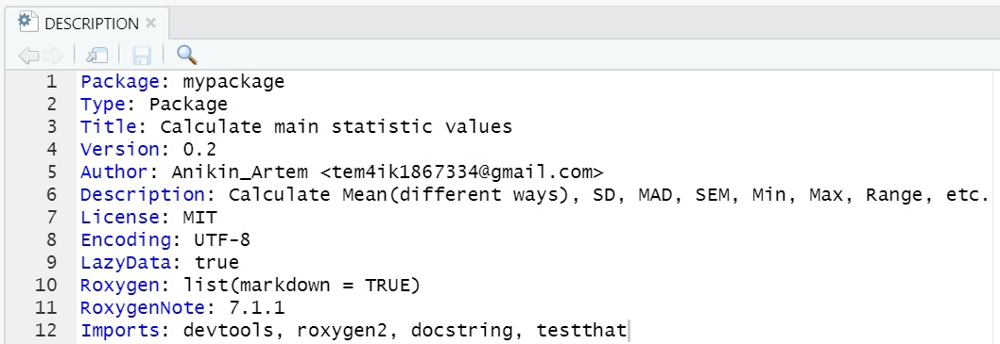 DESCRIPTION
1 Package: mypackage
2 Type: Package
3 Title: Calculate main statistic values
4 Version: 0.2
5 Author: Anikin_Artem <tem4ik1867334@gmail.com>
6 Description: Calculate Mean(different ways), SD, MAD, SEM, Min, Max, Range, etc.
7 License: MIT
8 Encoding: UTF-8
9 LazyData: true
10 Roxygen: list(markdown = TRUE)
11 RoxygenNote: 7.1.1
12 Imports: devtools, roxygen2, docstring, testthat